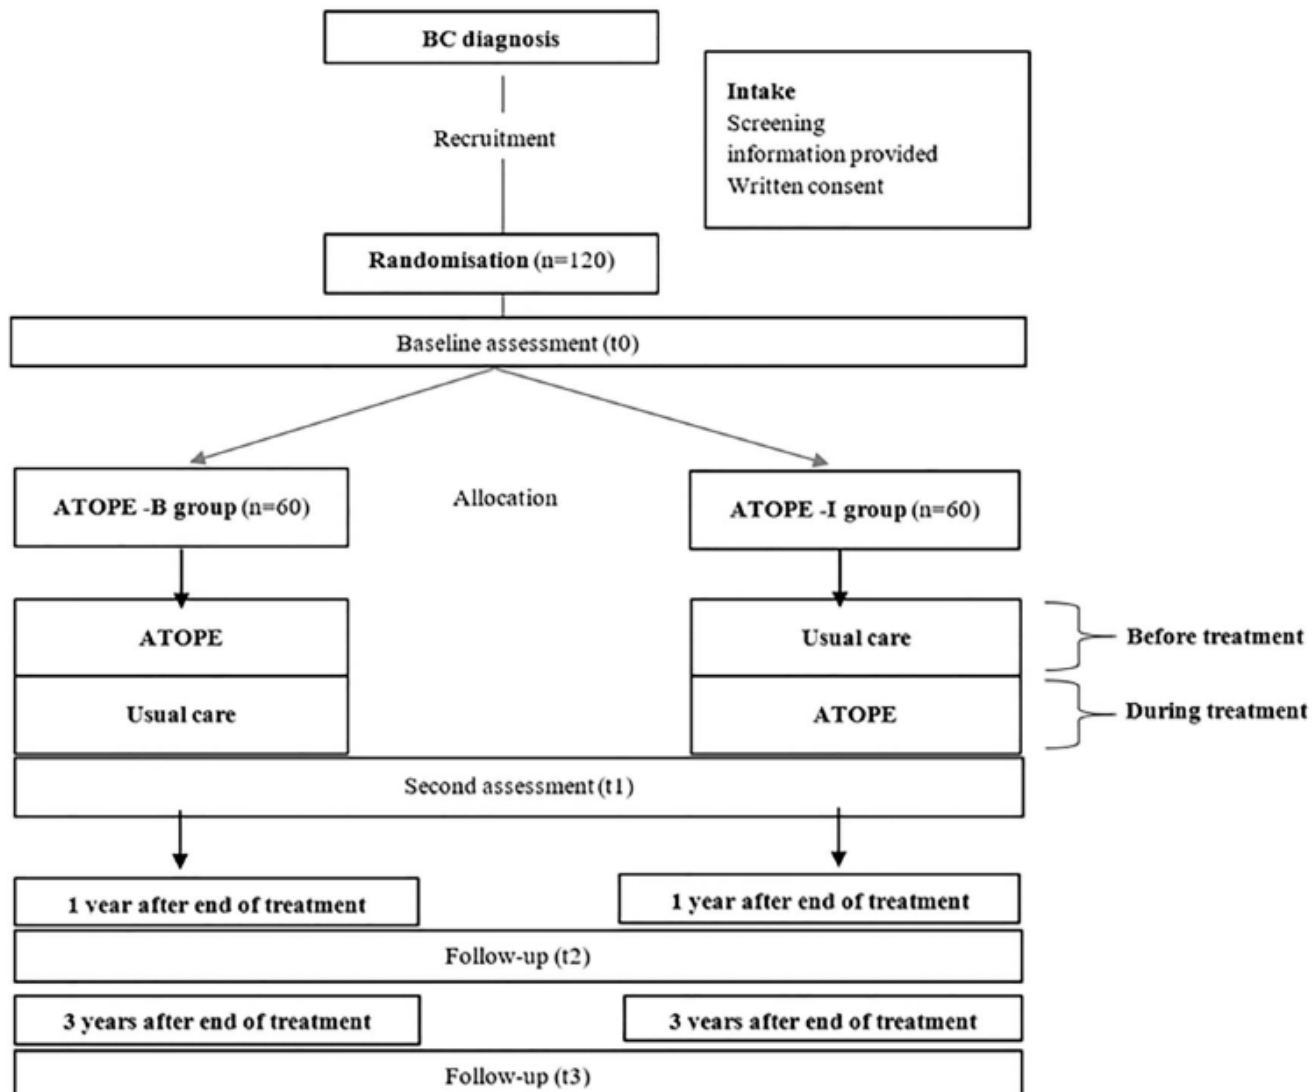 BC diagnosis
Intake
Screening
information provided
Written consent
Recruitment
Randomisation (n=120)
Baseline assessment (t0)
ATOPE -B group (n=60)
Allocation
ATOPE -I group (n=60)
ATOPE
Usual care
Before treatment
Usual care
ATOPE
During treatment
Second assessment (t1)
1 year after end of treatment
1 year after end of treatment
Follow-up (t2)
3 years after end of treatment
3 years after end of treatment
Follow-up (t3)